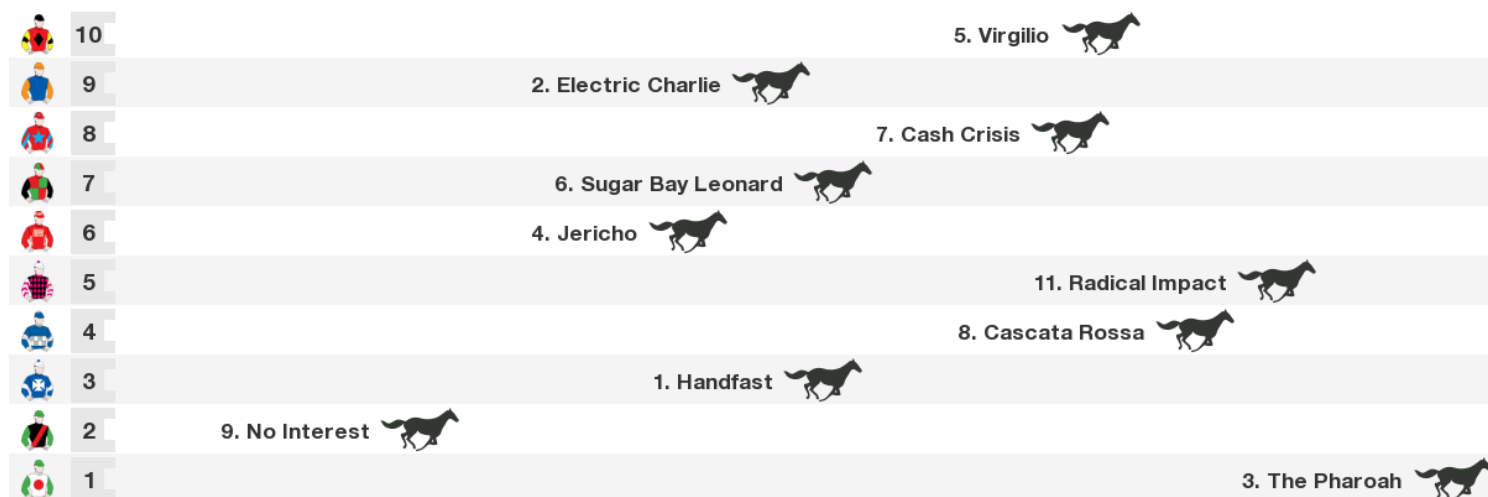 10 5. Virgilio
9 2. Electric Charlie
8 7. Cash Crisis
7 6. Sugar Bay Leonard
6 4. Jericho
5 11. Radical Impact
4 8. Cascata Rossa
3 1. Handfast
2 9. No Interest
1 3. The Pharoah